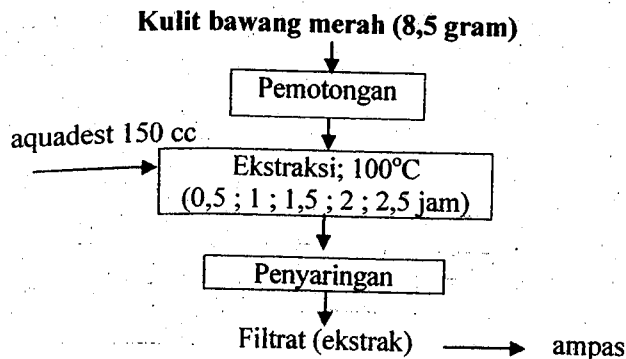 Kulit bawang merah (8,5 gram)
Pemotongan
aquadest 150 cc
Ekstraksi; 100°C
(0,5 ; 1 ; 1,5 ; 2 ; 2,5 jam)
Penyaringan
Filtrat (ekstrak)
ampas